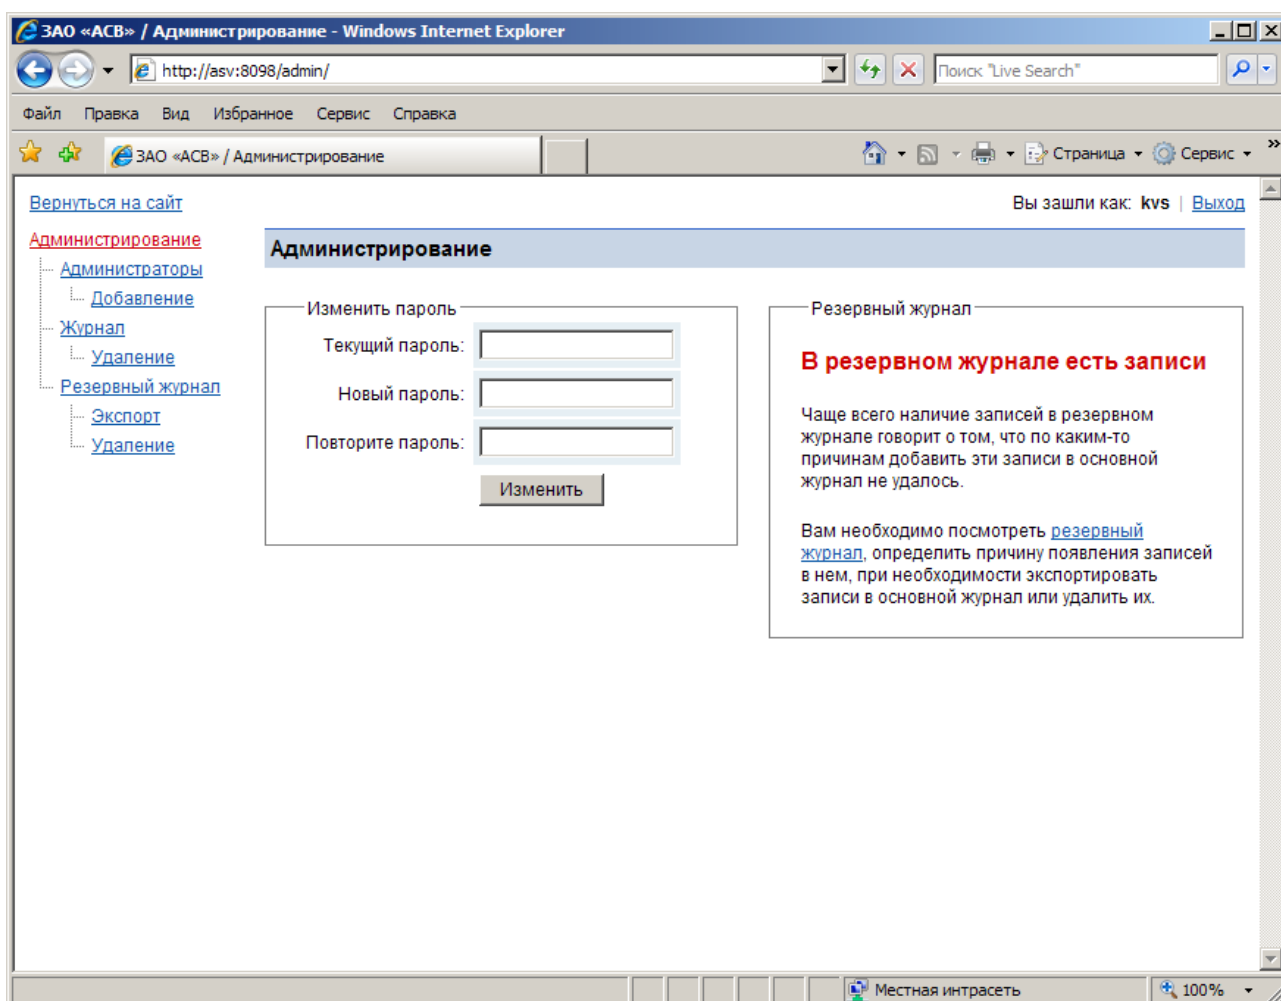 ЗАО «АСВ» / Администрирование - Windows Internet Explorer
http://asv:8098/admin/
Поиск "Live Search"
Файл Правка Вид Избранное Сервис Справка
ЗАО «АСВ» / Администрирование
Страница
Сервис
»
Вернуться на сайт
Вы зашли как: kvs | Выход
Администрирование
Администраторы
Добавление
Журнал
Удаление
Резервный журнал
Экспорт
Удаление
Администрирование
Изменить пароль
Текущий пароль:
Новый пароль:
Повторите пароль:
Изменить
Резервный журнал
В резервном журнале есть записи
Чаще всего наличие записей в резервном
журнале говорит о том, что по каким-то
причинам добавить эти записи в основной
журнал не удалось.
Вам необходимо посмотреть резервный
журнал, определить причину появления записей
в нем, при необходимости экспортировать
записи в основной журнал или удалить их.
Местная интрасеть
100%